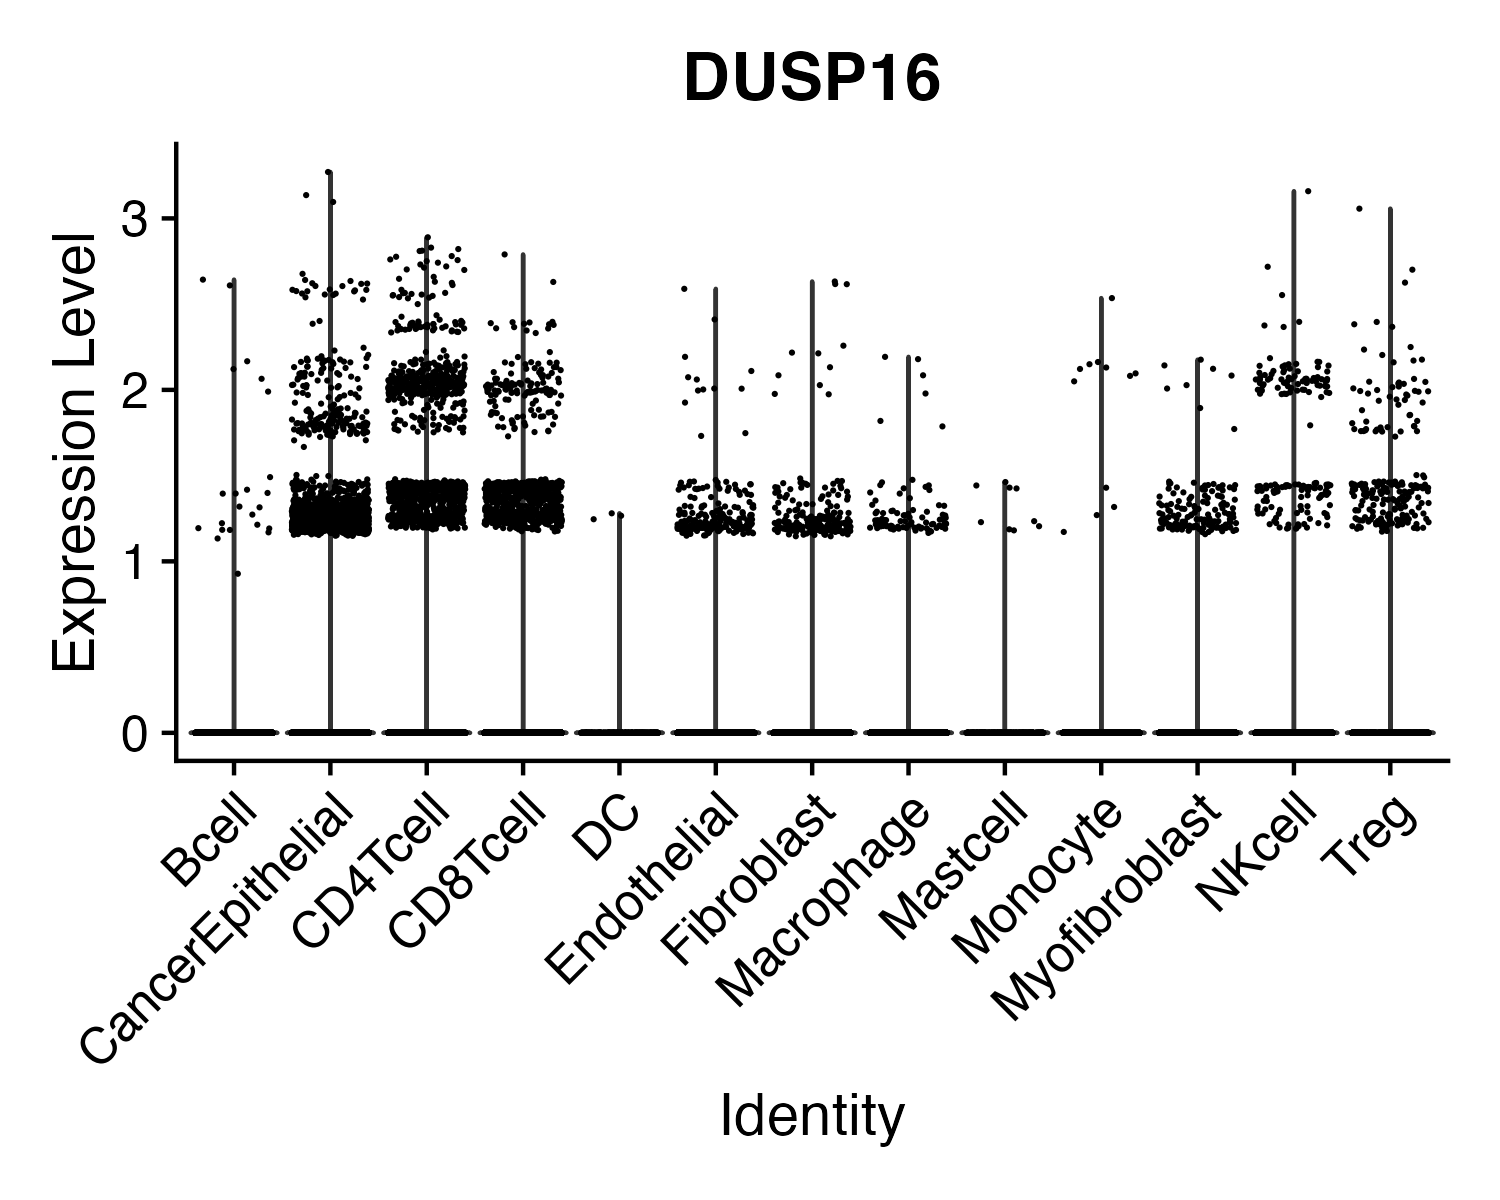 DUSP16
Expression Level
3
2
1
0
Bcell
CancerEpithelial
CD4Tcell
CD8Tcell
DC
Endothelial
Fibroblast
Macrophage
Mastcell
Monocyte
Myofibroblast
NKcell
Treg
Identity